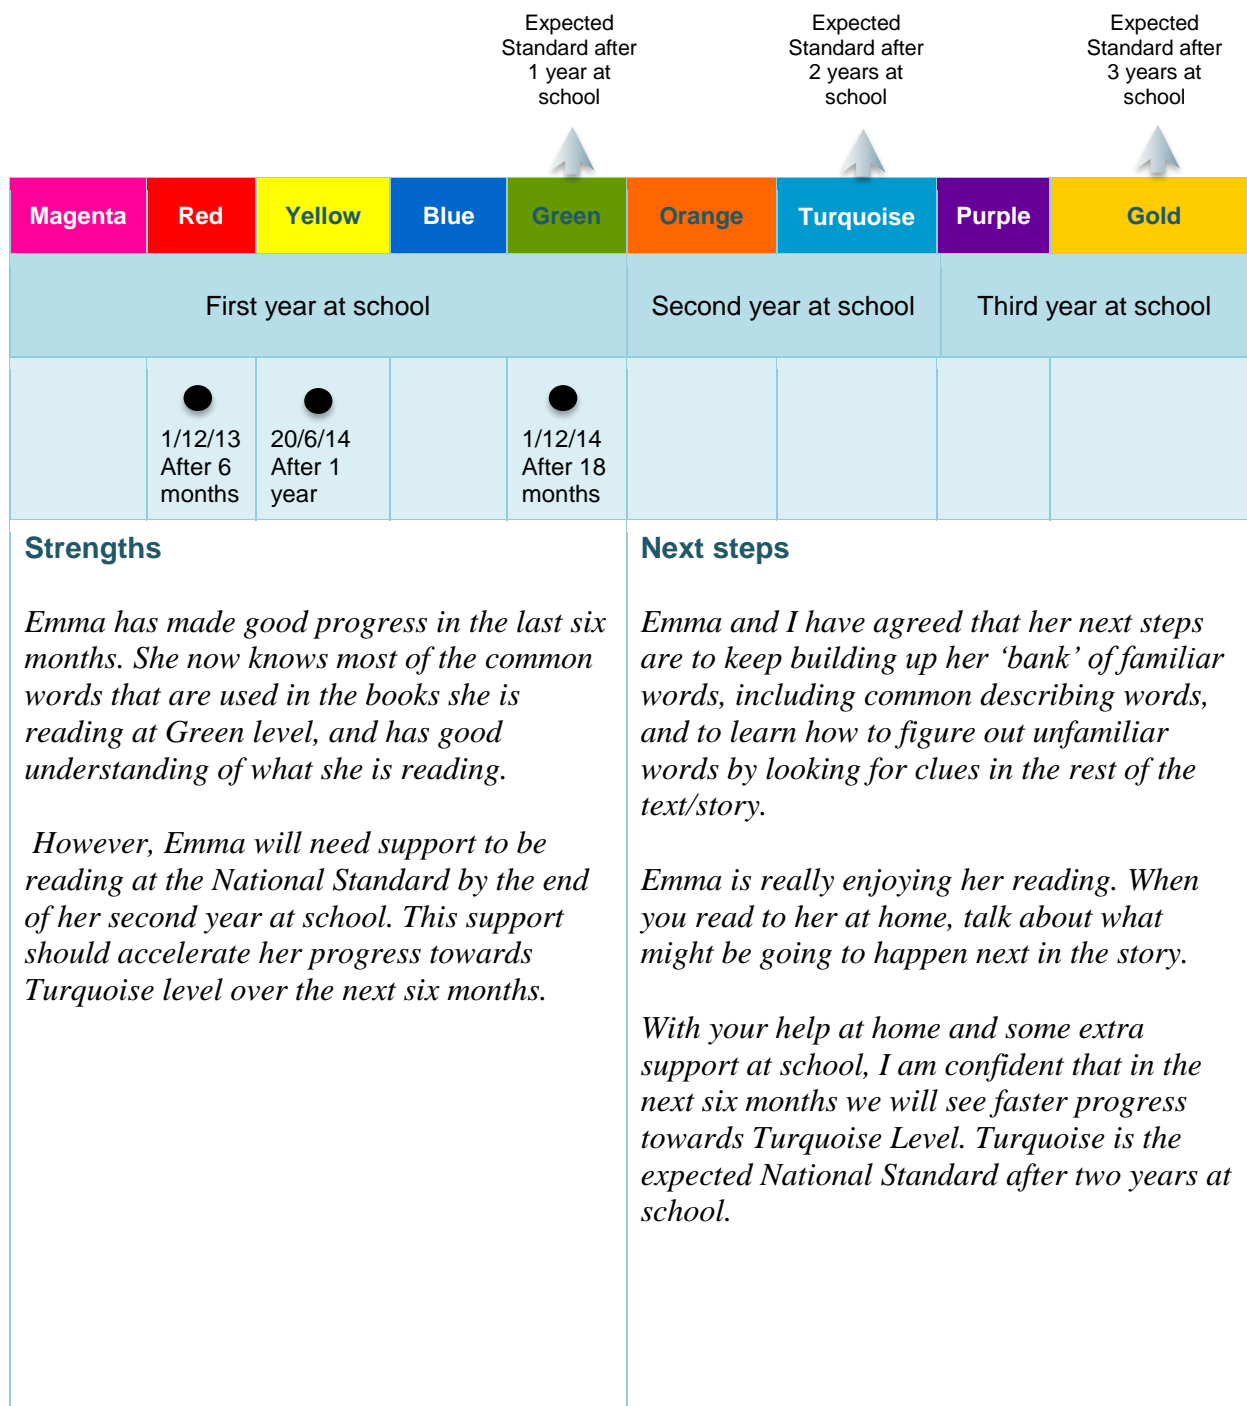 Expected
Standard after
1 year at
school
Expected
Standard after
2 years at
school
Expected
Standard after
3 years at
school
Magenta
Red
Yellow
Blue
Green
Orange
Turquoise
Purple
Gold
First year at school
Second year at school
Third year at school
1/12/13
After 6
months
20/6/14
After 1
year
1/12/14
After 18
months
Strengths
Emma has made good progress in the last six
months. She now knows most of the common
words that are used in the books she is
reading at Green level, and has good
understanding of what she is reading.
However, Emma will need support to be
reading at the National Standard by the end
of her second year at school. This support
should accelerate her progress towards
Turquoise level over the next six months.
Next steps
Emma and I have agreed that her next steps
are to keep building up her ‘bank’ of familiar
words, including common describing words,
and to learn how to figure out unfamiliar
words by looking for clues in the rest of the
text/story.
Emma is really enjoying her reading. When
you read to her at home, talk about what
might be going to happen next in the story.
With your help at home and some extra
support at school, I am confident that in the
next six months we will see faster progress
towards Turquoise Level. Turquoise is the
expected National Standard after two years at
school.